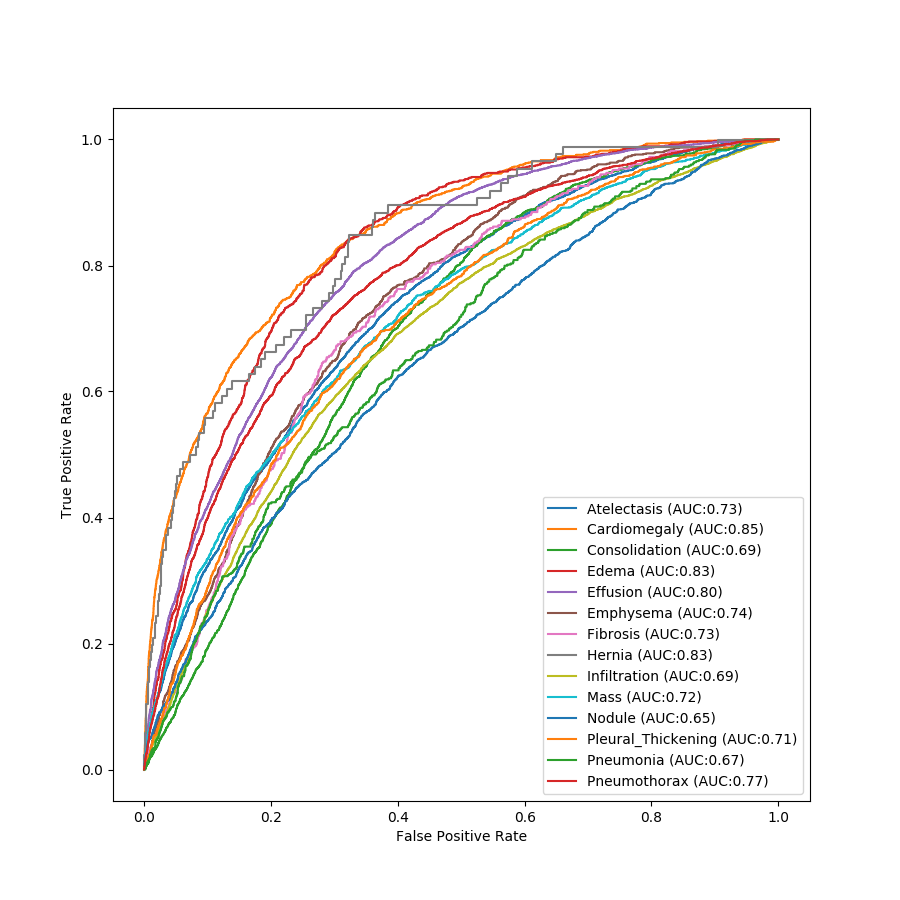 1.0
0.8
0.6
0.4
0.2
0.0
True Positive Rate
Atelectasis (AUC:0.73)
Cardiomegaly (AUC:0.85)
Consolidation (AUC:0.69)
Edema (AUC:0.83)
Effusion (AUC:0.80)
Emphysema (AUC:0.74)
Fibrosis (AUC:0.73)
Hernia (AUC:0.83)
Infiltration (AUC:0.69)
Mass (AUC:0.72)
Nodule (AUC:0.65)
Pleural_Thickening (AUC:0.71)
Pneumonia (AUC:0.67)
Pneumothorax (AUC:0.77)
0.0 0.2 0.4 0.6 0.8 1.0
False Positive Rate